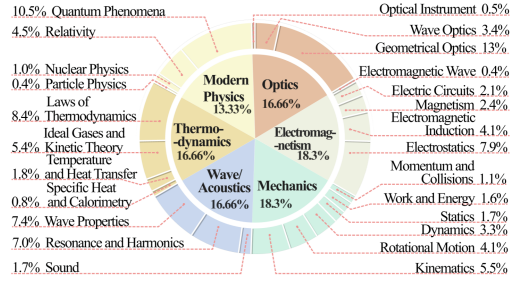 10.5% Quantum Phenomena
4.5% Relativity
1.0% Nuclear Physics
0.4% Particle Physics
8.4% Laws of
Thermodynamics
5.4% Ideal Gases and
Kinetic Theory
1.8% Temperature
and Heat Transfer
0.8% Specific Heat
and Calorimetry
7.4% Wave Properties
7.0% Resonance and Harmonics
1.7% Sound
Modern
Physics
13.33%
Optics
16.66%
Thermo-
-dynamics
16.66%
Electromag-
-netism
18.3%
Wave/
Acoustics
16.66%
Mechanics
18.3%
Optical Instrument 0.5%
Wave Optics 3.4%
Geometrical Optics 13%
Electromagnetic Wave 0.4%
Electric Circuits 2.1%
Magnetism 2.4%
Electromagnetic
Induction 4.1%
Electrostatics 7.9%
Momentum and
Collisions 1.1%
Work and Energy 1.6%
Statics 1.7%
Dynamics 3.3%
Rotational Motion 4.1%
Kinematics 5.5%